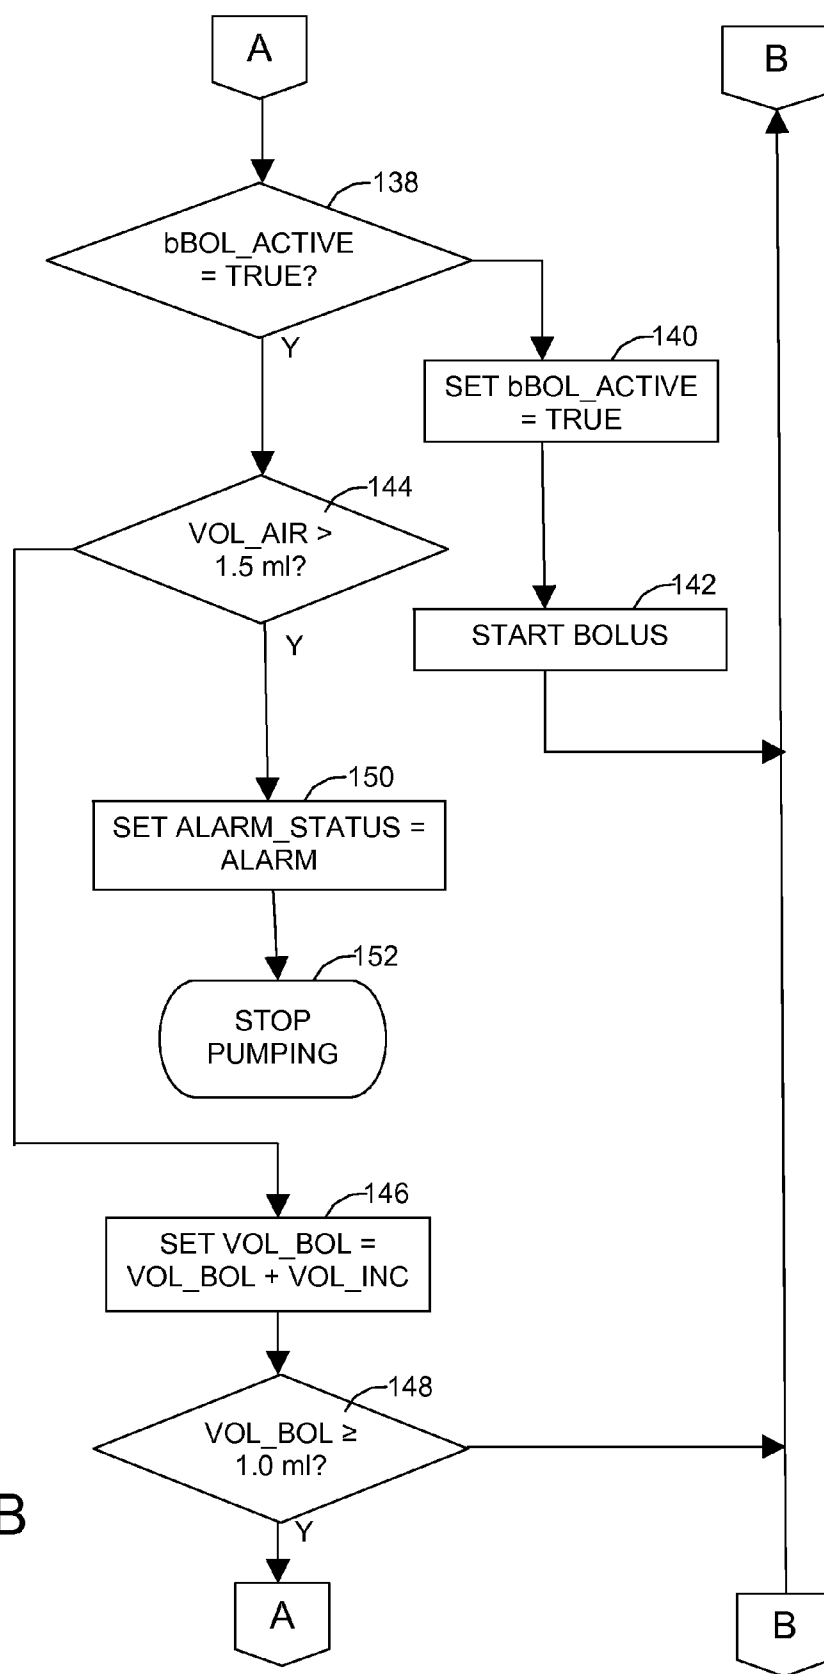 A
B
138
bBOL_ACTIVE
= TRUE?
Y
140
SET bBOL_ACTIVE
= TRUE
144
VOL_AIR >
1.5 ml?
Y
142
START BOLUS
150
SET ALARM_STATUS =
ALARM
152
STOP
PUMPING
146
SET VOL_BOL =
VOL_BOL + VOL_INC
148
VOL_BOL ≥
1.0 ml?
B
Y
A
B